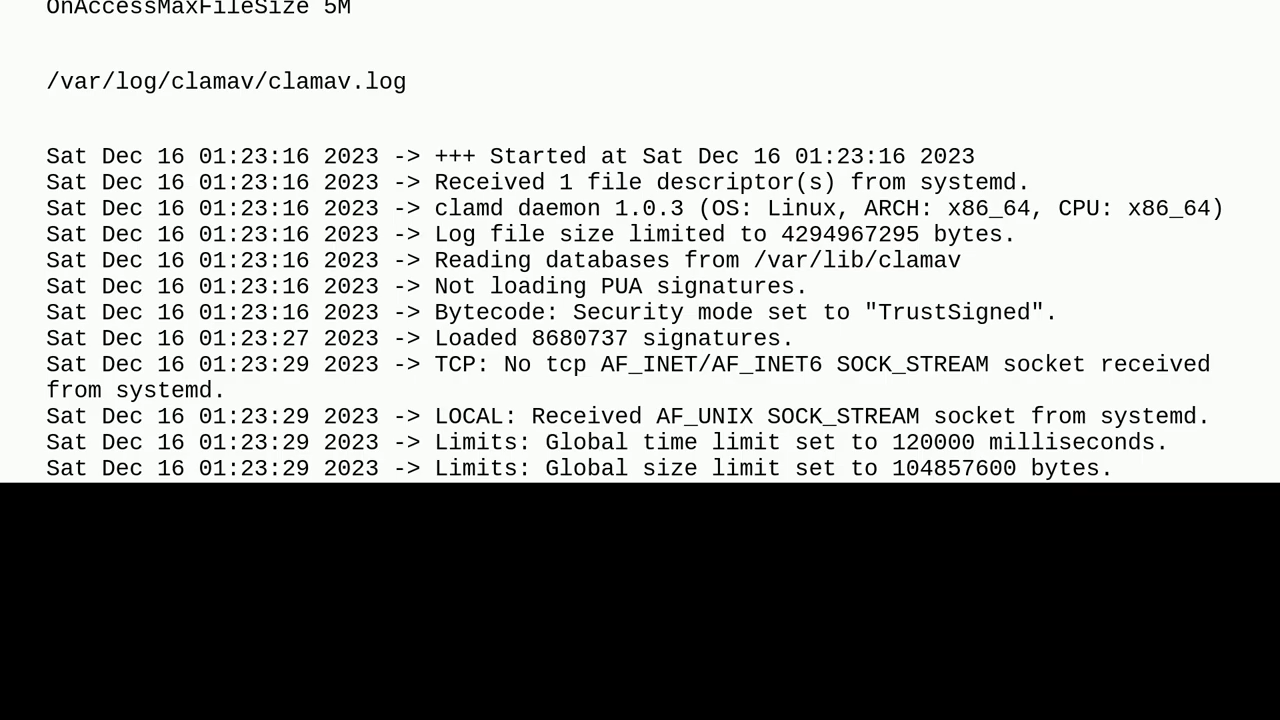 OnAccessMaxFileSize 5M
/var/log/clamav/clamav.log
Sat Dec 16 01:23:16 2023 -> +++ Started at Sat Dec 16 01:23:16 2023
Sat Dec 16 01:23:16 2023 -> Received 1 file descriptor(s) from systemd.
Sat Dec 16 01:23:16 2023 -> clamd daemon 1.0.3 (OS: Linux, ARCH: x86_64, CPU: x86_64)
Sat Dec 16 01:23:16 2023 -> Log file size limited to 4294967295 bytes.
Sat Dec 16 01:23:16 2023 -> Reading databases from /var/lib/clamav
Sat Dec 16 01:23:16 2023 -> Not loading PUA signatures.
Sat Dec 16 01:23:16 2023 -> Bytecode: Security mode set to "TrustSigned".
Sat Dec 16 01:23:27 2023 -> Loaded 8680737 signatures.
Sat Dec 16 01:23:29 2023 -> TCP: No tcp AF_INET/AF_INET6 SOCK_STREAM socket received
from systemd.
Sat Dec 16 01:23:29 2023 -> LOCAL: Received AF_UNIX SOCK_STREAM socket from systemd.
Sat Dec 16 01:23:29 2023 -> Limits: Global time limit set to 120000 milliseconds.
Sat Dec 16 01:23:29 2023 -> Limits: Global size limit set to 104857600 bytes.